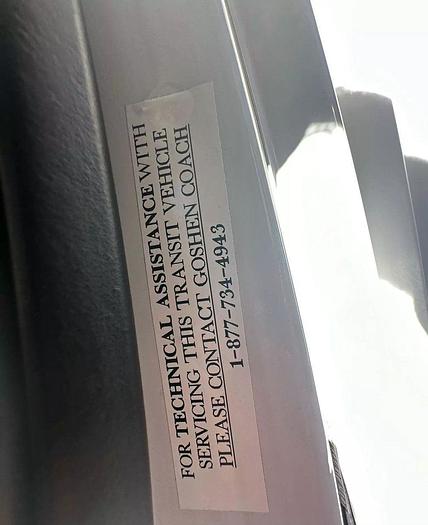 FOR TECHNICAL ASSISTANCE WITH
SERVICING THIS TRANSIT VEHICLE
PLEASE CONTACT GOSHEN COACH
1-877-734-4943